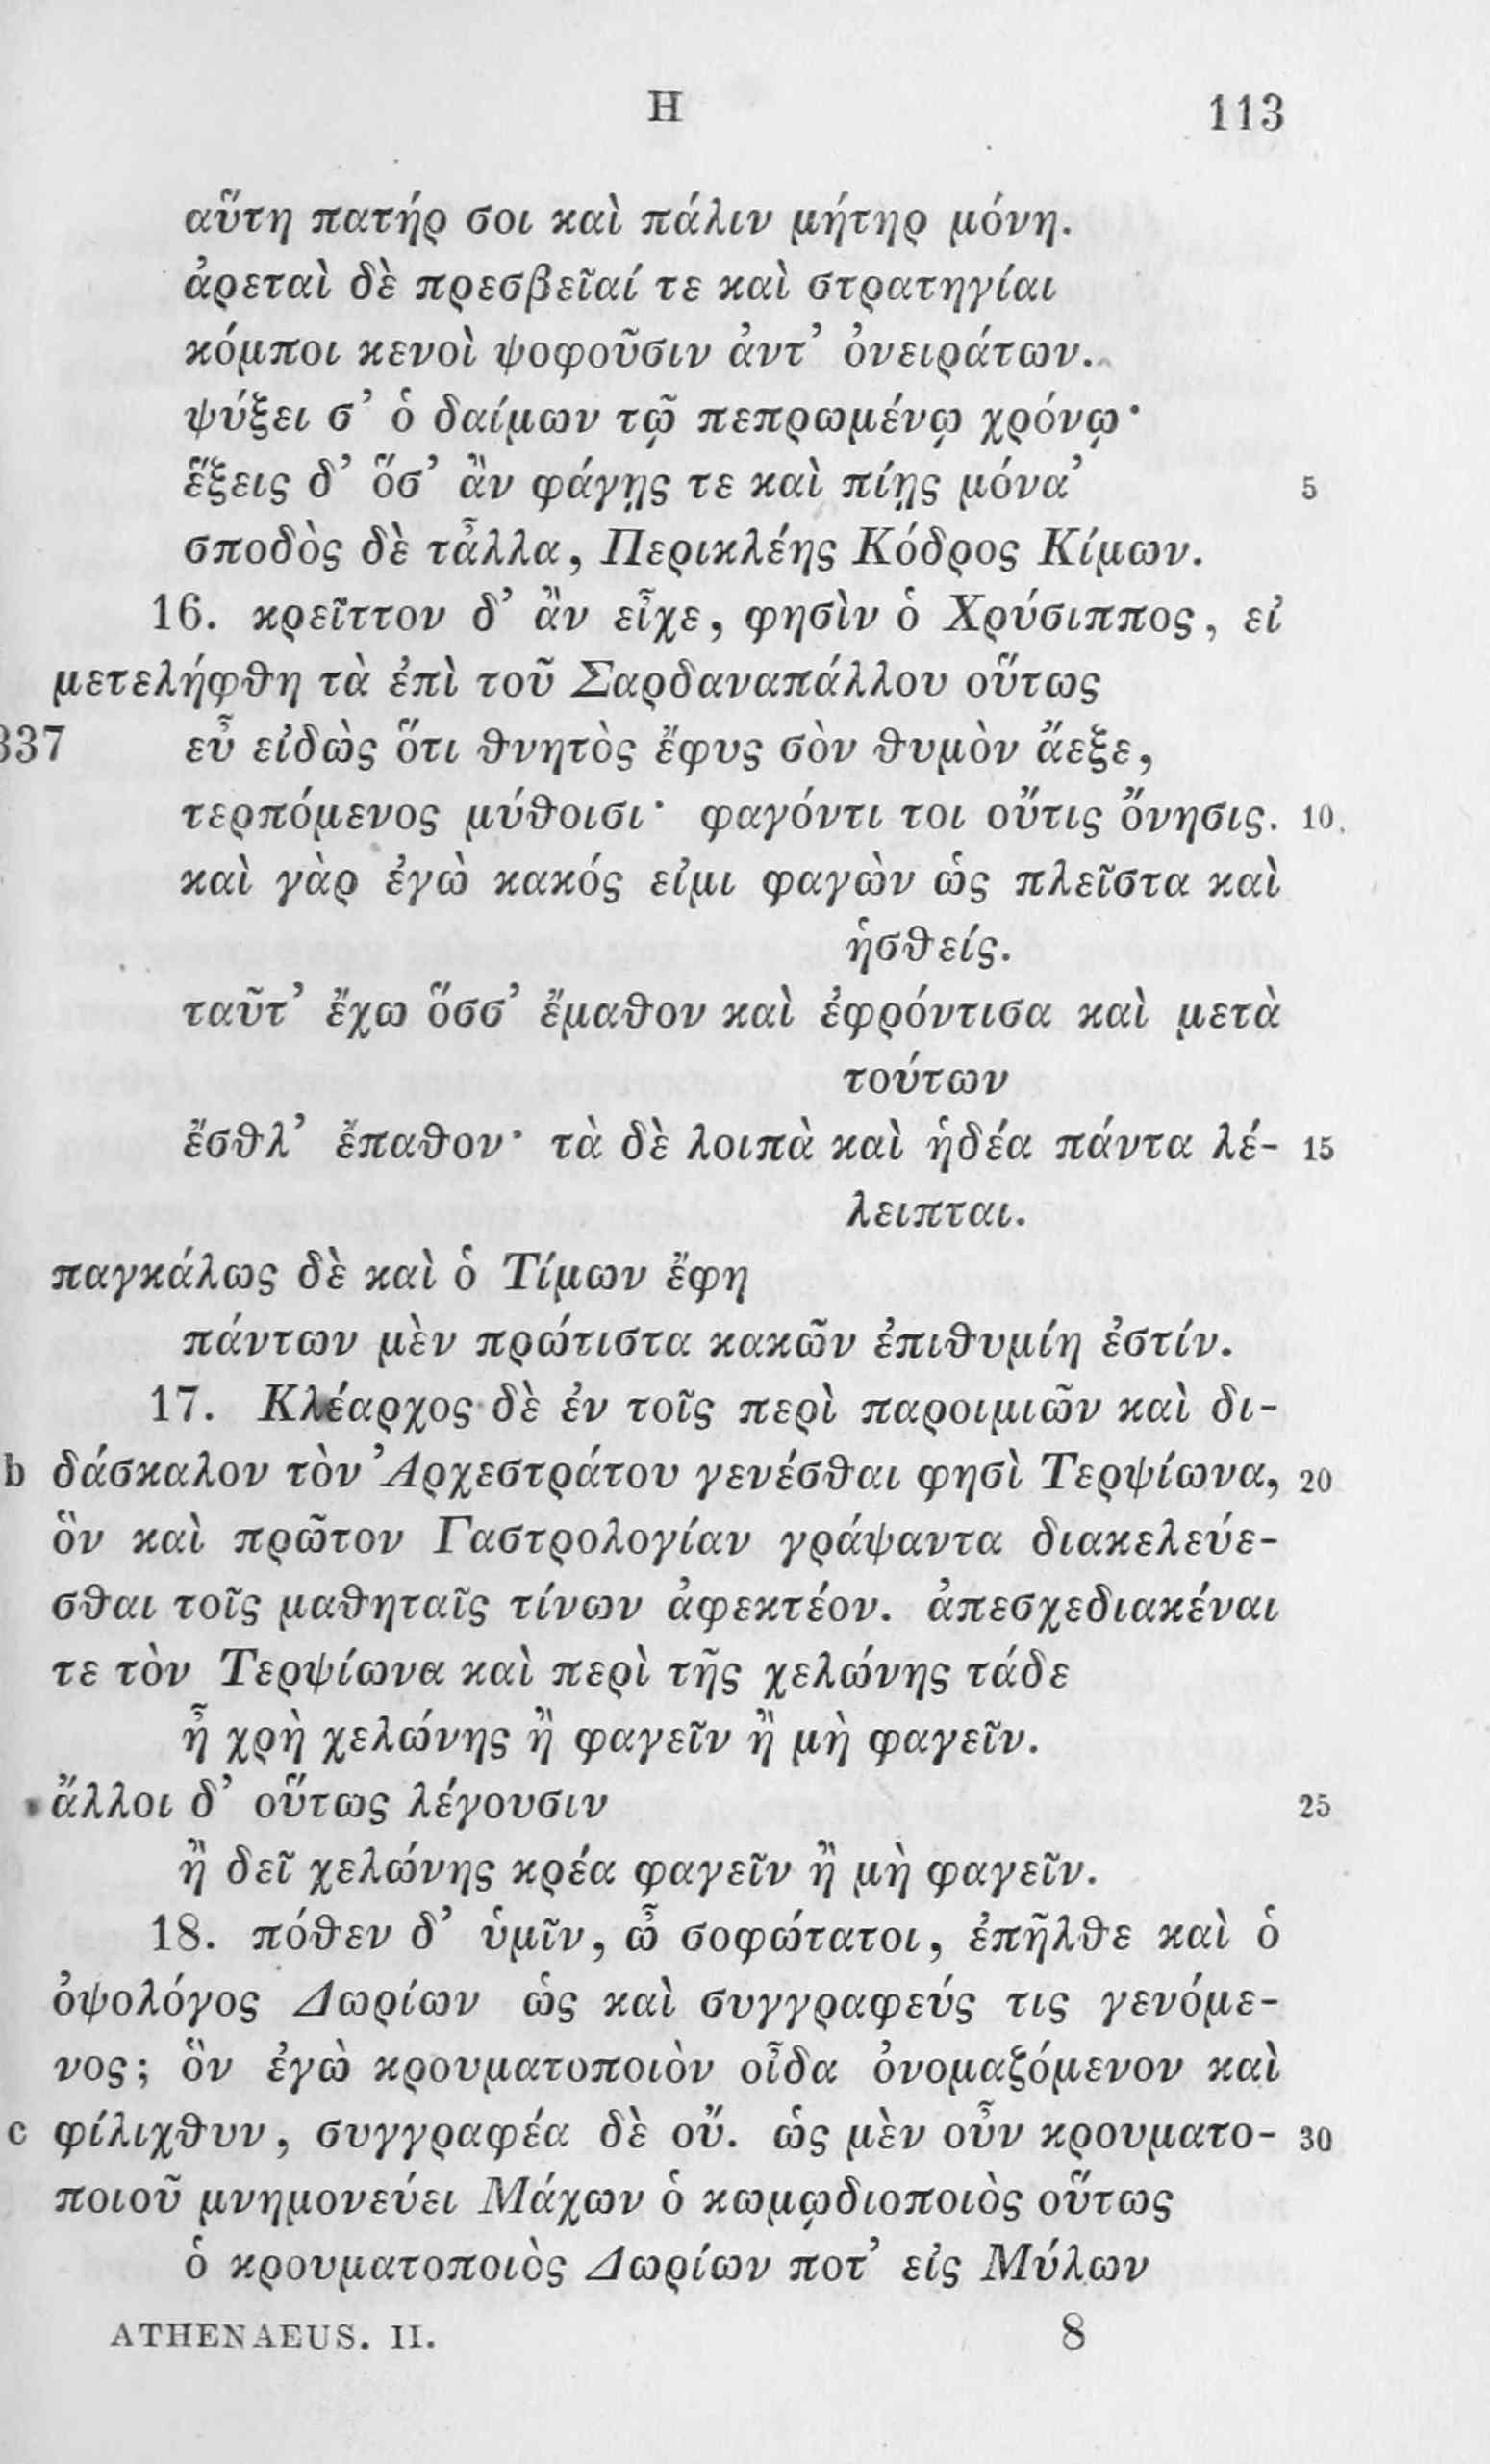 H 113
αὕτη πατήρ σοι καὶ πάλιν μήτηρ μόνη.
ἀρεταὶ δὲ πρεσβεῖαί τε καὶ στρατηγίαι
κόμποι κενοὶ ψοφοῦσιν ἀντ᾽ ὀνειράτων.
ψύξει σ᾽ ὁ δαίμων τῷ πεπρωμένῳ χρόνῳ·
ἕξεις δ᾽ ὅσ᾽ ἂν φάγῃς τε καὶ πίῃς μόνα᾽ 5
σποδὸς δὲ τἆλλα, Περικλέης Κόδρος Κίμων.
16. κρεῖττον δ᾽ ἂν εἶχε, φησὶν ὁ Χρύσιππος, εἰ
μετελήφθη τὰ ἐπὶ τοῦ Σαρδαναπάλλου οὕτως
337 εὖ εἰδὼς ὅτι θνητὸς ἔφυς σὸν θυμὸν ἄεξε,
τερπόμενος μύθοισι· φαγόντι τοι οὔτις ὄνησις. 10
καὶ γὰρ ἐγὼ κακός εἰμι φαγὼν ὡς πλεῖστα καὶ
ἡσθείς.
ταῦτ᾽ ἔχω ὅσσ᾽ ἔμαθον καὶ ἐφρόντισα καὶ μετὰ
τούτων
ἔσθλ᾽ ἔπαθον· τὰ δὲ λοιπὰ καὶ ἡδέα πάντα λέ- 15
λειπται.
παγκάλως δὲ καὶ ὁ Τίμων ἔφη
πάντων μὲν πρώτιστα κακῶν ἐπιθυμίη ἐστίν.
17. Κλέαρχος δὲ ἐν τοῖς περὶ παροιμιῶν καὶ δι-
b δάσκαλον τὸν Ἀρχεστράτου γενέσθαι φησὶ Τερψίωνα, 20
ὃν καὶ πρῶτον Γαστρολογίαν γράψαντα διακελεύε-
σθαι τοῖς μαθηταῖς τίνων ἀφεκτέον. ἀπεσχεδιακέναι
τε τὸν Τερψίωνα καὶ περὶ τῆς χελώνης τάδε
ἦ χρὴ χελώνης ἢ φαγεῖν ἢ μὴ φαγεῖν.
ἄλλοι δ᾽ οὕτως λέγουσιν 25
ἢ δεῖ χελώνης κρέα φαγεῖν ἢ μὴ φαγεῖν.
18. πόθεν δ᾽ ὑμῖν, ὦ σοφώτατοι, ἐπῆλθε καὶ ὁ
ὀψολόγος Δωρίων ὡς καὶ συγγραφεύς τις γενόμε-
νος; ὃν ἐγὼ κρουματοποιὸν οἶδα ὀνομαζόμενον καὶ
c φίλιχθυν, συγγραφέα δὲ οὔ. ὡς μὲν οὖν κρουματο- 30
ποιοῦ μνημονεύει Μάχων ὁ κωμῳδιοποιὸς οὕτως
ὁ κρουματοποιὸς Δωρίων ποτ᾽ εἰς Μύλων
ATHENAEUS. II. 8